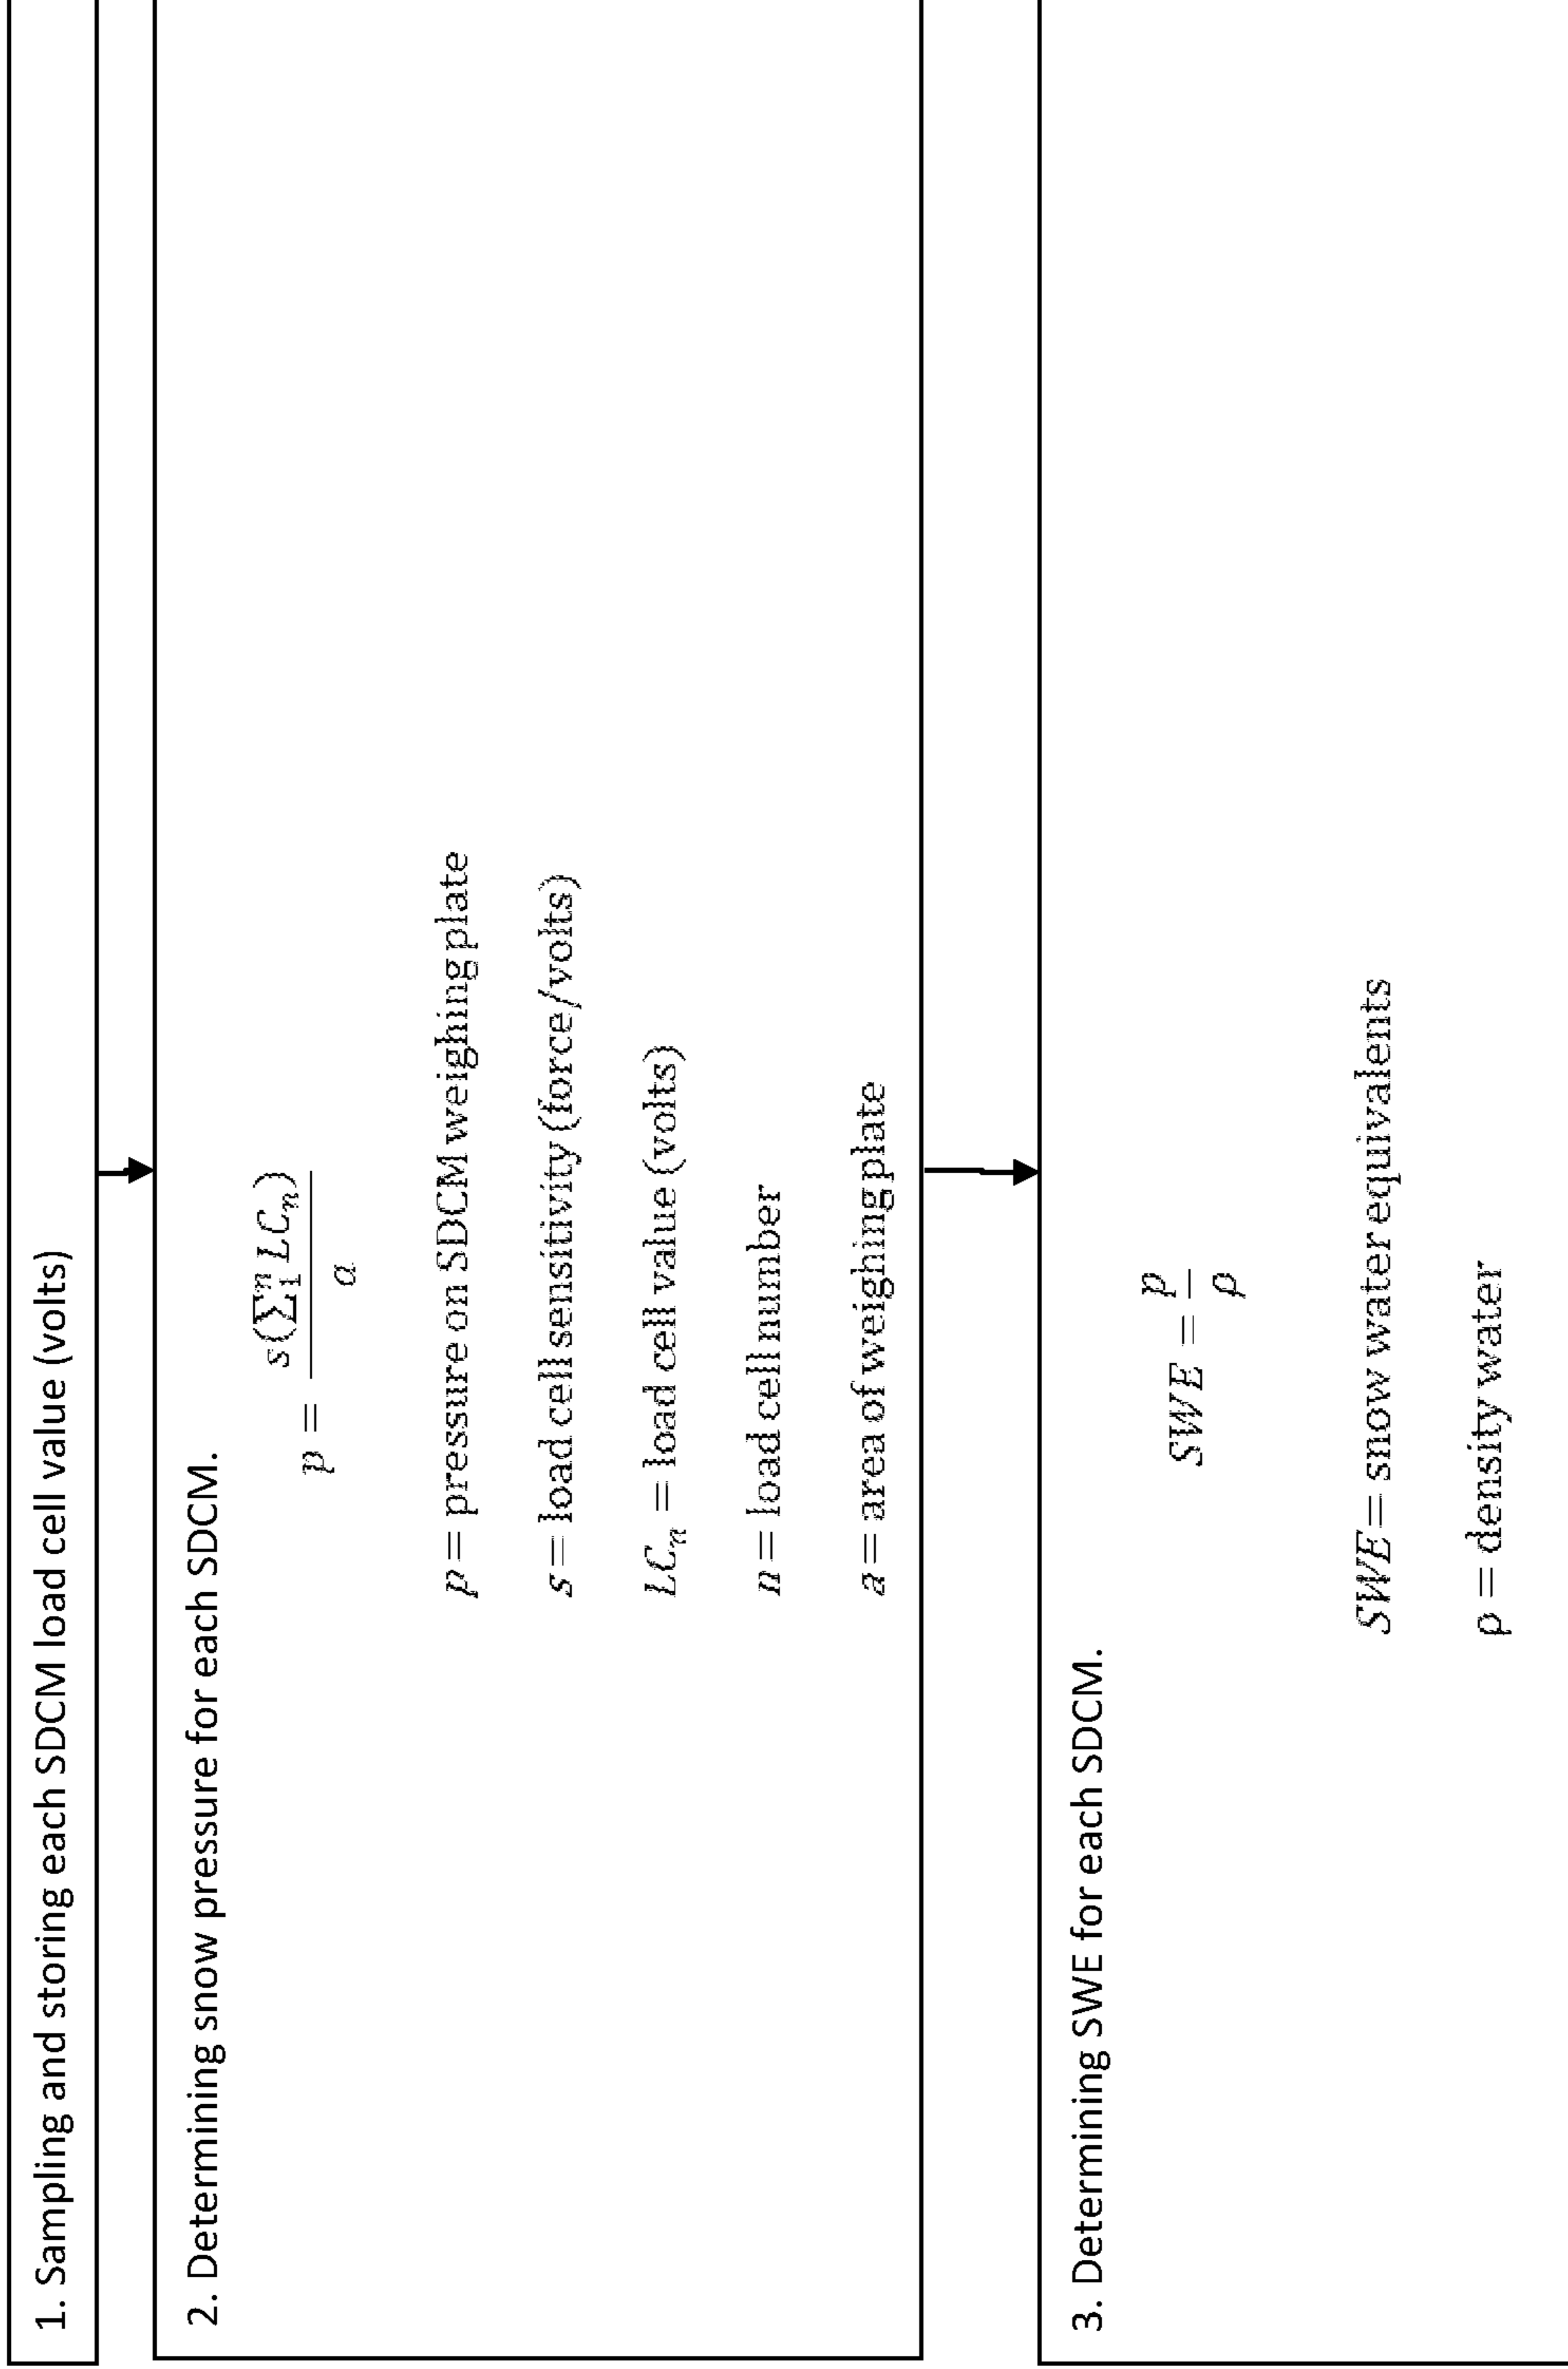 1. Sampling and storing each SDCM load cell value (volts)
2. Determining snow pressure for each SDCM.
p = s(∑₁ⁿ LCₙ) / a
p = pressure on SDCM weighing plate
s = load cell sensitivity (force/volts)
LCₙ = load cell value (volts)
n = load cell number
a = area of weighing plate
3. Determining SWE for each SDCM.
SWE = p / ρ
SWE = snow water equivalents
ρ = density water